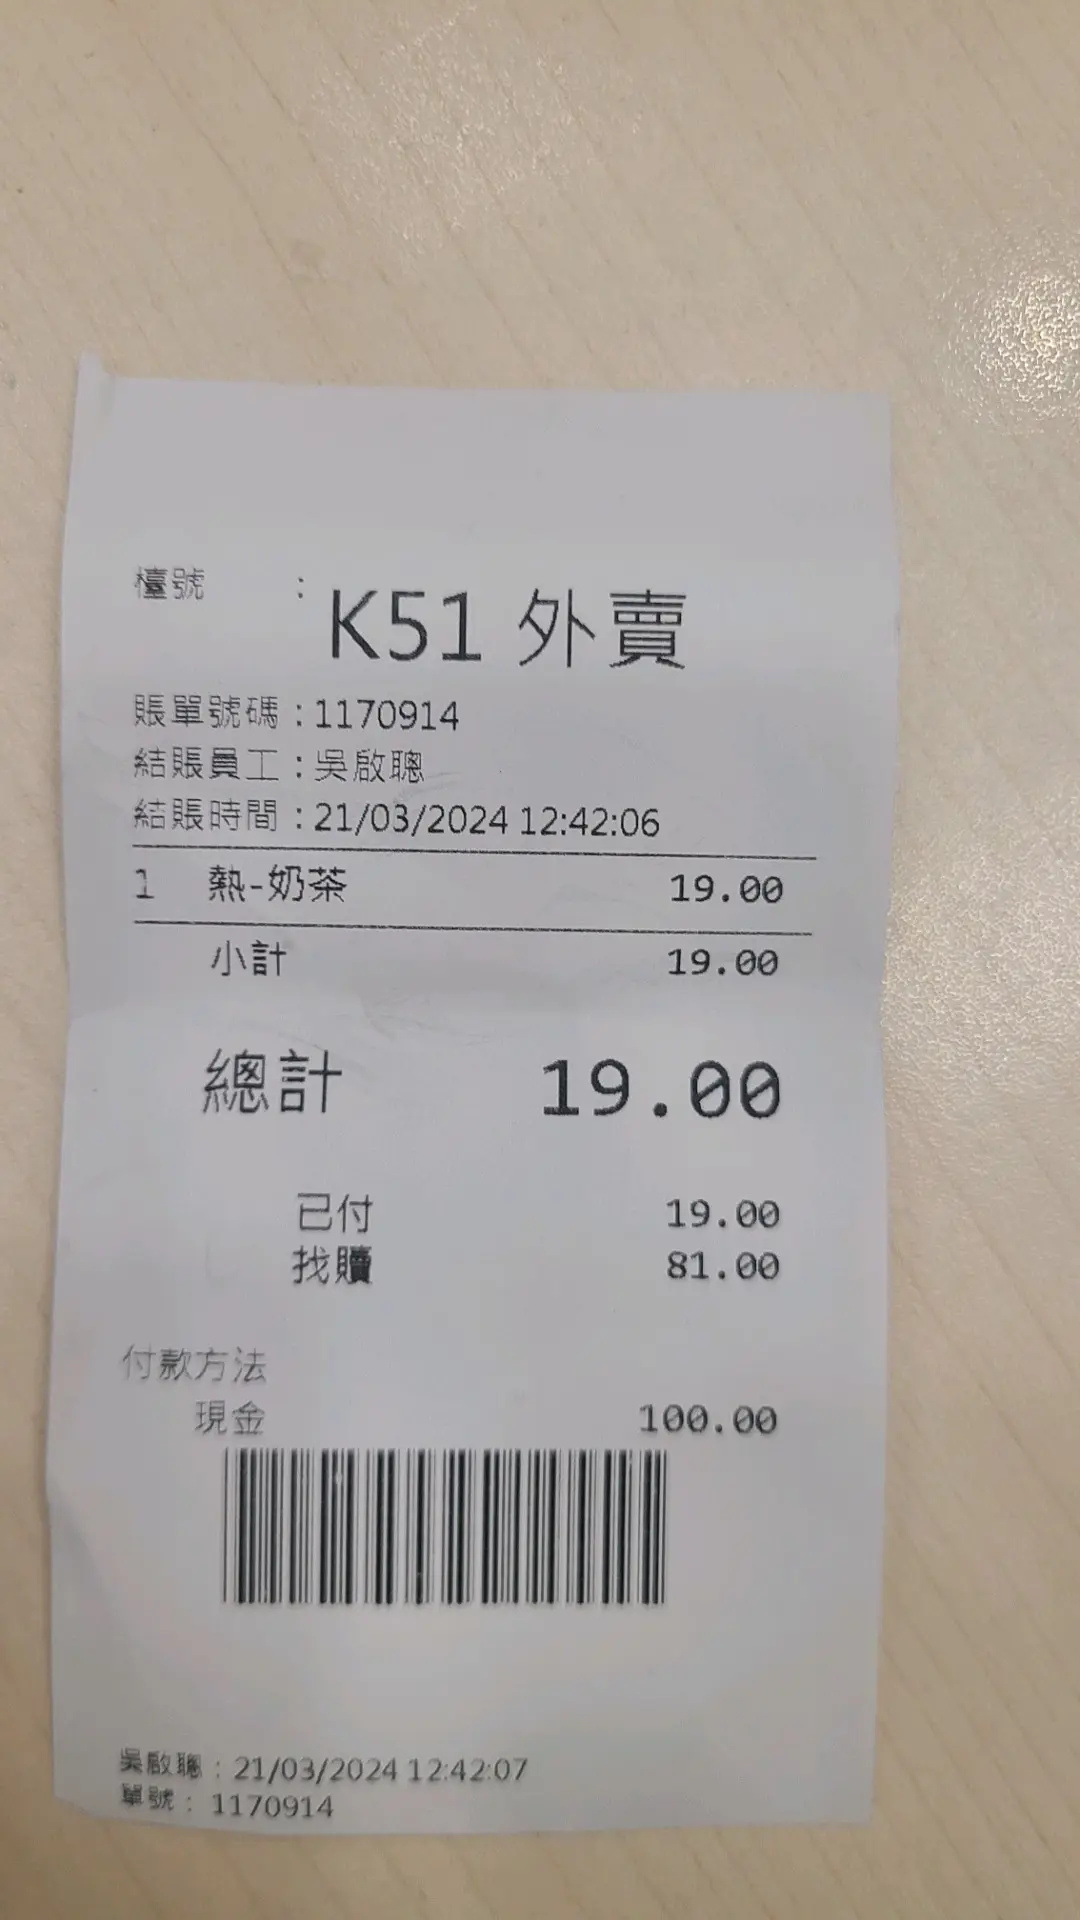 檯號 : K51 外賣
賬單號碼 : 1170914
結賬員工 : 吳啟聰
結賬時間 : 21/03/2024 12:42:06
1 熱-奶茶 19.00
小計 19.00
總計 19.00
已付 19.00
找贖 81.00
付款方法
現金 100.00
吳啟聰 : 21/03/2024 12:42:07
單號 : 1170914